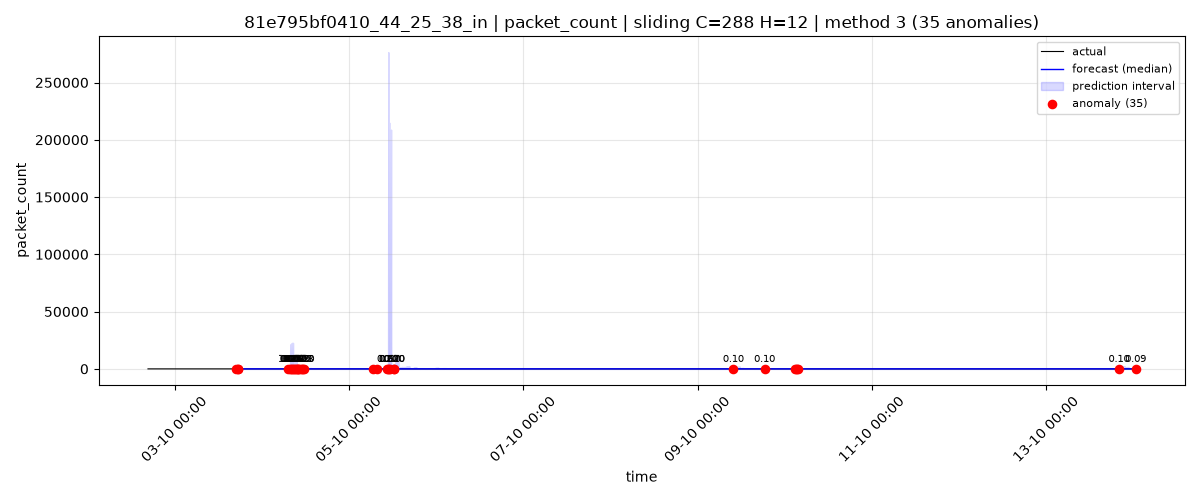 81e795bf0410_44_25_38_in | packet_count | sliding C=288 H=12 | method 3 (35 anomalies)
actual
forecast (median)
prediction interval
anomaly (35)
250000
200000
150000
100000
50000
0
packet_count
0.10
0.10
0.10
0.09
03-10 00:00
05-10 00:00
07-10 00:00
09-10 00:00
11-10 00:00
13-10 00:00
time